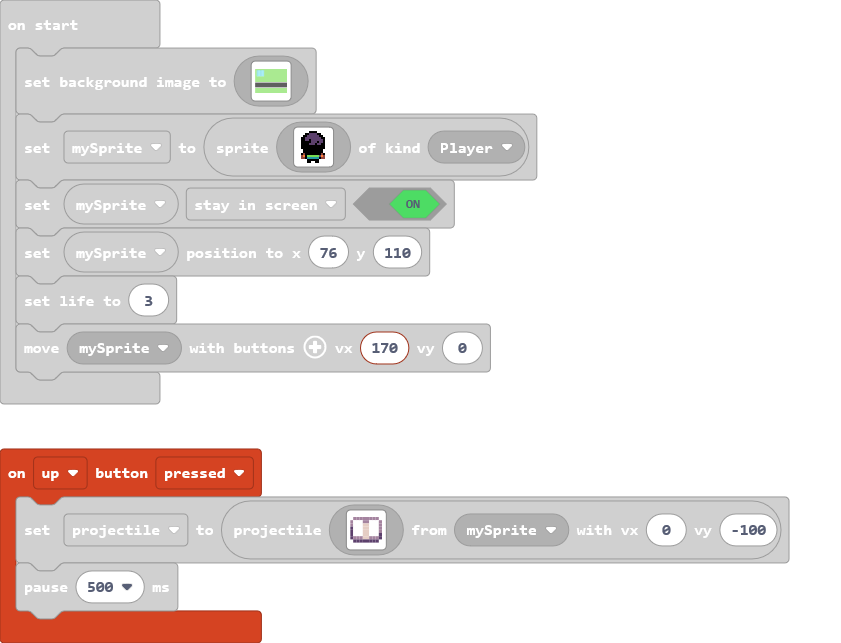 on start
set background image to
set mySprite to sprite of kind Player
set mySprite stay in screen ON
set mySprite position to x 76 y 110
set life to 3
move mySprite with buttons vx 170 vy 0
on up button pressed
set projectile to projectile from mySprite with vx 0 vy -100
pause 500 ms